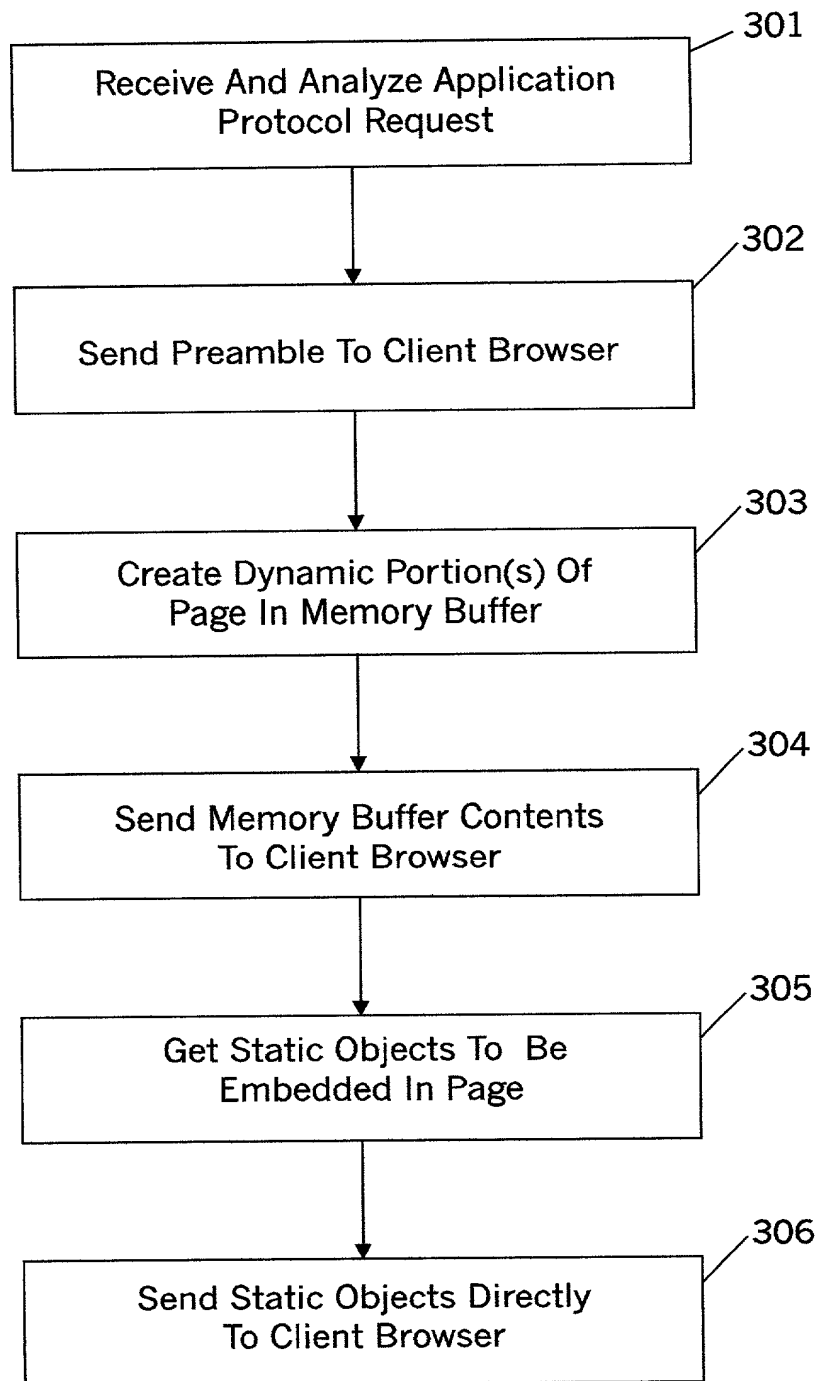 301
Receive And Analyze Application
Protocol Request
302
Send Preamble To Client Browser
303
Create Dynamic Portion(s) Of
Page In Memory Buffer
304
Send Memory Buffer Contents
To Client Browser
305
Get Static Objects To Be
Embedded In Page
306
Send Static Objects Directly
To Client Browser